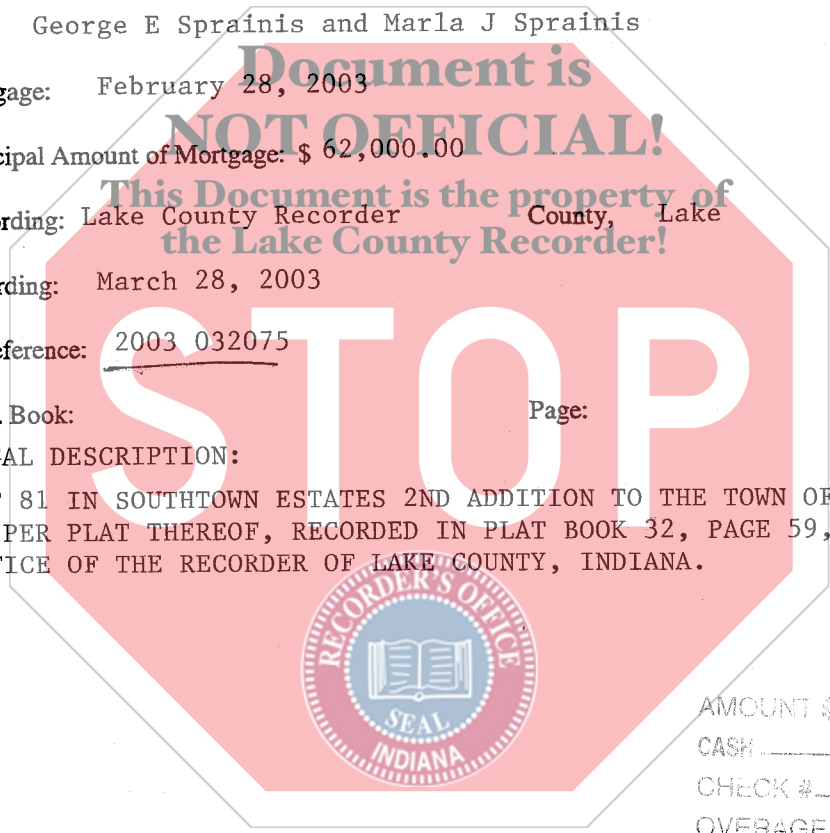 George E Sprainis and Marla J Sprainis
Document is
gage: February 28, 2003
NOT OFFICIAL!
cipal Amount of Mortgage: $ 62,000.00
This Document is the property of
rding: Lake County Recorder County, Lake
the Lake County Recorder!
rding: March 28, 2003
STOP
eference: 2003 032075
Book: Page:
AL DESCRIPTION:
81 IN SOUTHTOWN ESTATES 2ND ADDITION TO THE TOWN OF
PER PLAT THEREOF, RECORDED IN PLAT BOOK 32, PAGE 59,
ICE OF THE RECORDER OF LAKE COUNTY, INDIANA.
RECORDER'S OFFICE
SEAL
INDIANA
AMOUNT $
CASH
CHECK #
OVERAGE